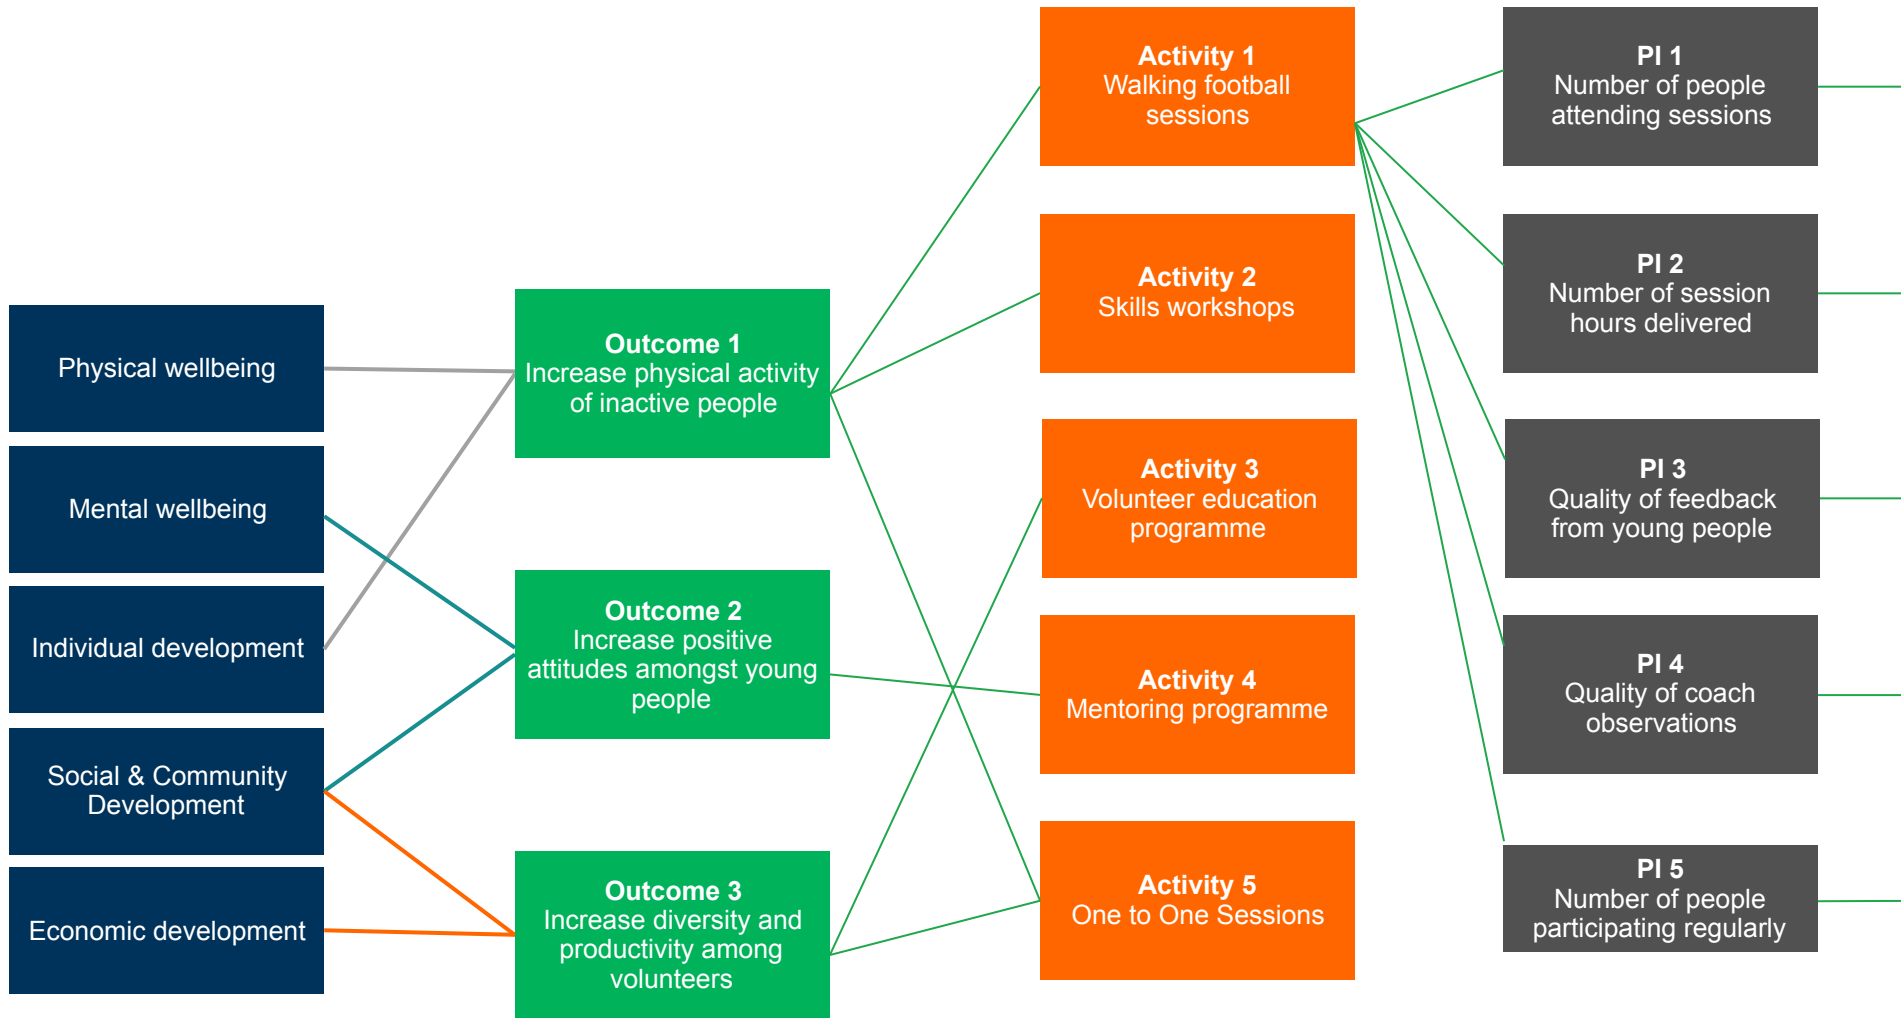 Physical wellbeing
Mental wellbeing
Individual development
Social & Community
Development
Economic development
Outcome 1
Increase physical activity
of inactive people
Outcome 2
Increase positive
attitudes amongst young
people
Outcome 3
Increase diversity and
productivity among
volunteers
Activity 1
Walking football
sessions
Activity 2
Skills workshops
Activity 3
Volunteer education
programme
Activity 4
Mentoring programme
Activity 5
One to One Sessions
PI 1
Number of people
attending sessions
PI 2
Number of session
hours delivered
PI 3
Quality of feedback
from young people
PI 4
Quality of coach
observations
PI 5
Number of people
participating regularly